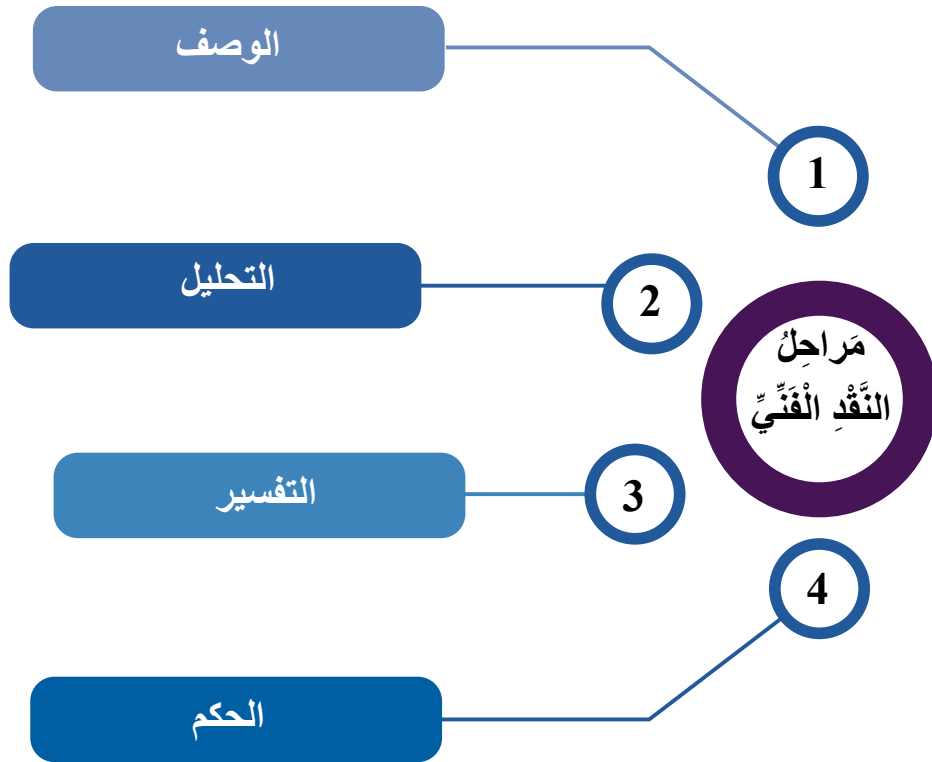 مَراحِلُ
النَّقْدِ الْفَنِّيِّ
1
الوصف
2
التحليل
3
التفسير
4
الحكم